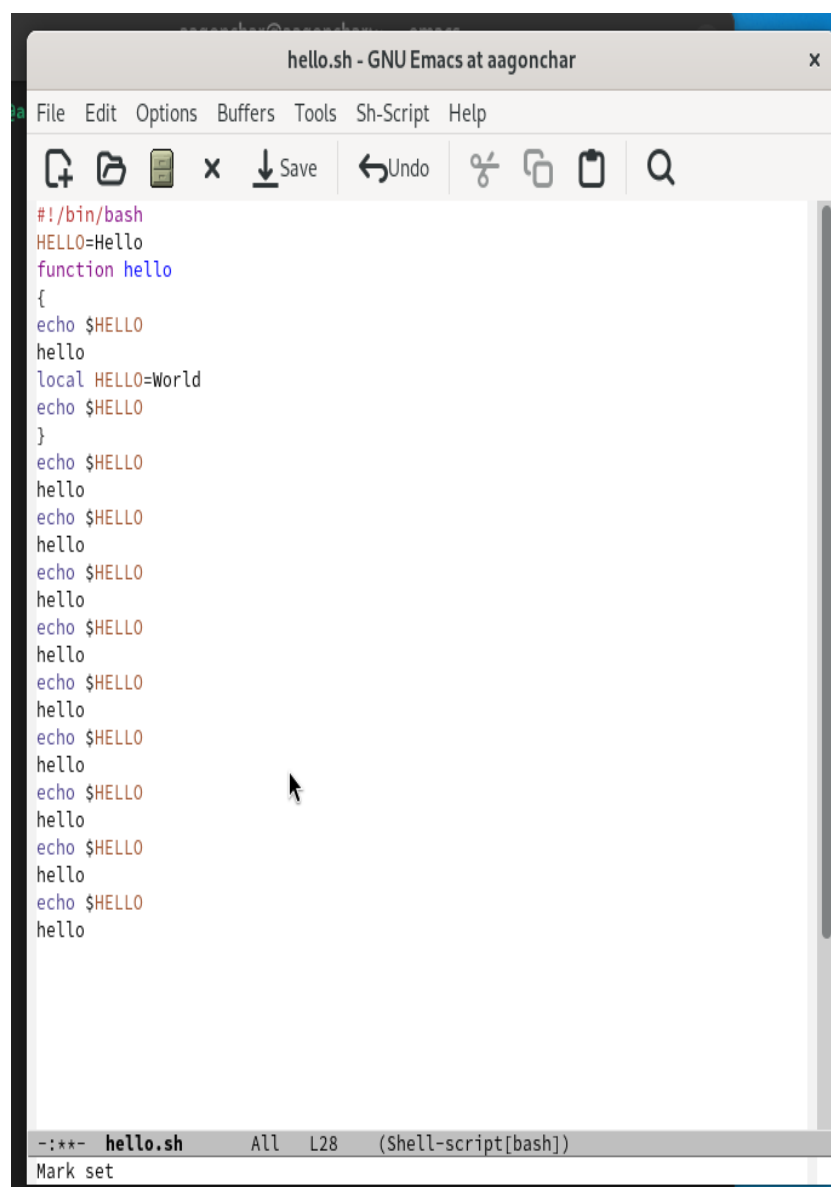 hello.sh - GNU Emacs at aagonchar
File Edit Options Buffers Tools Sh-Script Help
Save Undo
#!/bin/bash
HELLO=Hello
function hello
{
echo $HELLO
hello
local HELLO=World
echo $HELLO
}
echo $HELLO
hello
echo $HELLO
hello
echo $HELLO
hello
echo $HELLO
hello
echo $HELLO
hello
echo $HELLO
hello
echo $HELLO
hello
echo $HELLO
hello
echo $HELLO
hello
-:**- hello.sh All L28 (Shell-script[bash])
Mark set